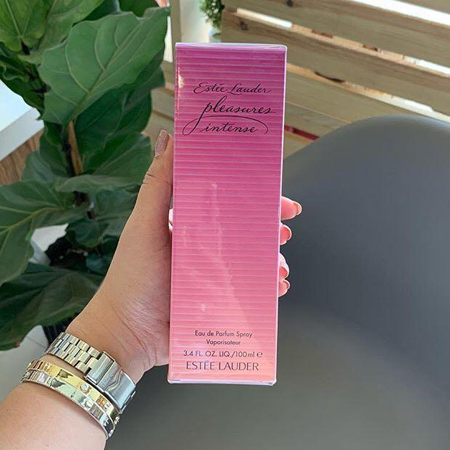 Estée Lauder
pleasures
intense
Eau de Parfum Spray
Vaporisateur
3.4 FL. OZ. LIQ./100 ml ℮
ESTĒE LAUDER